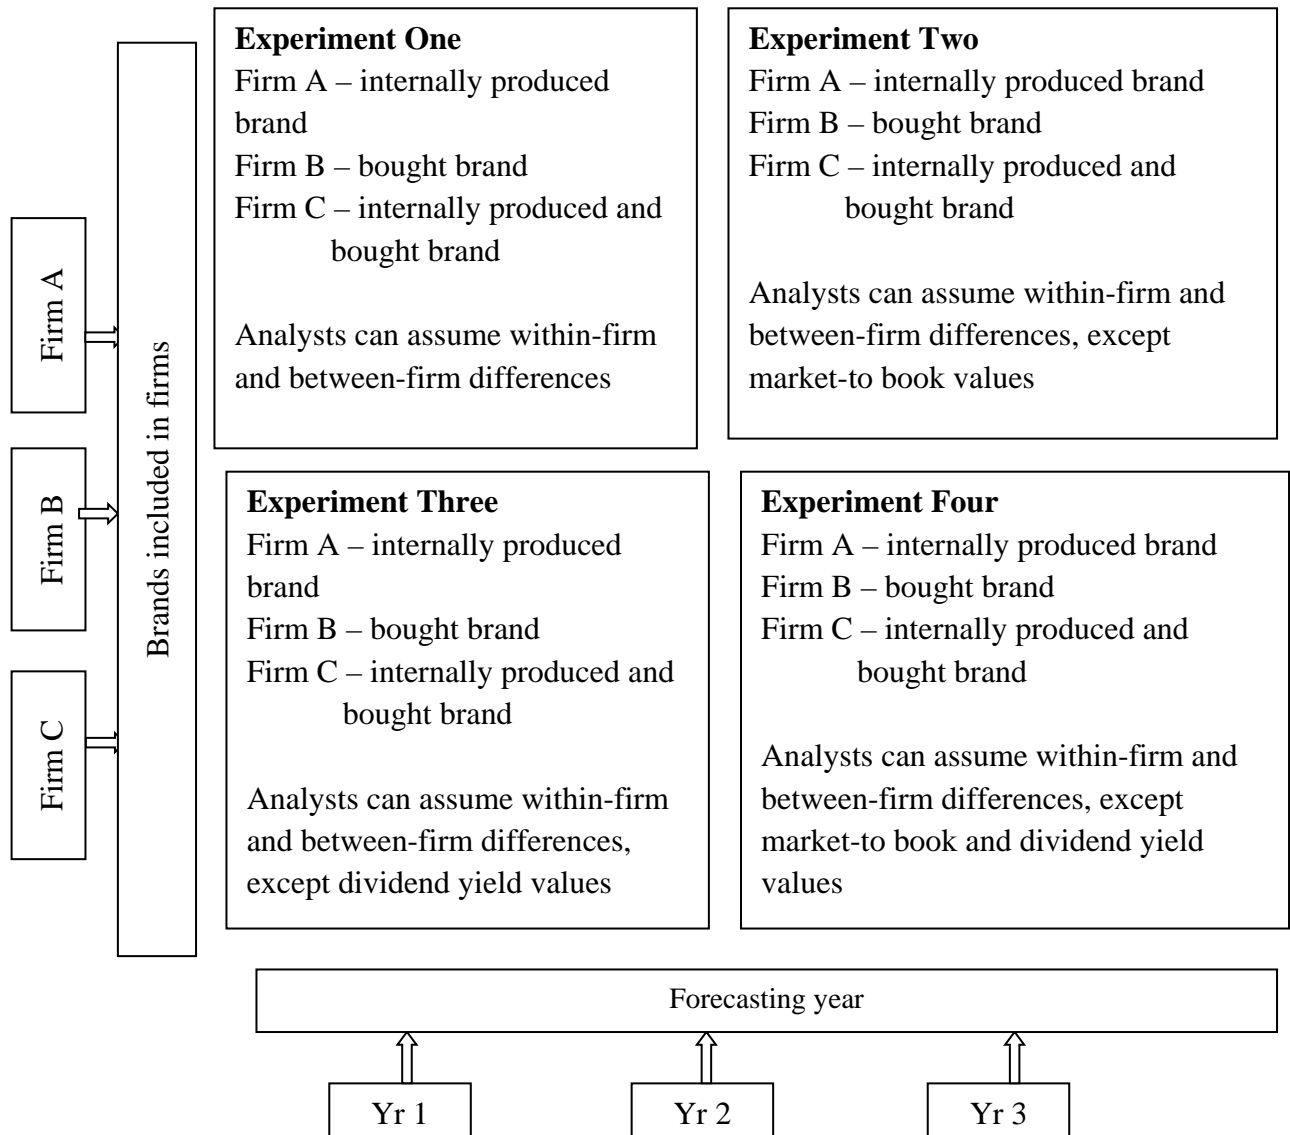 Experiment One
Firm A – internally produced
brand
Firm B – bought brand
Firm C – internally produced and
bought brand
Analysts can assume within-firm
and between-firm differences
Experiment Two
Firm A – internally produced brand
Firm B – bought brand
Firm C – internally produced and
bought brand
Analysts can assume within-firm and
between-firm differences, except
market-to book values
Firm A
Firm B
Firm C
Brands included in firms
Experiment Three
Firm A – internally produced
brand
Firm B – bought brand
Firm C – internally produced and
bought brand
Analysts can assume within-firm
and between-firm differences,
except dividend yield values
Experiment Four
Firm A – internally produced brand
Firm B – bought brand
Firm C – internally produced and
bought brand
Analysts can assume within-firm and
between-firm differences, except
market-to book and dividend yield
values
Forecasting year
Yr 1
Yr 2
Yr 3